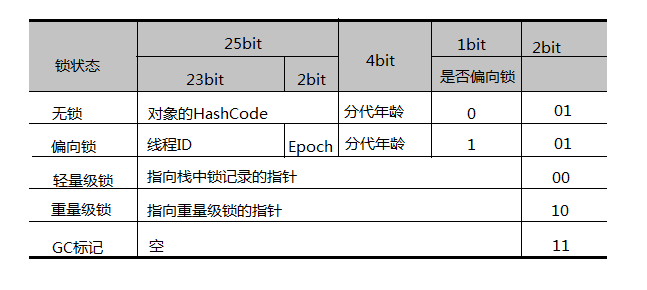 锁状态 25bit 4bit 1bit 2bit
23bit 2bit 是否偏向锁
无锁 对象的HashCode 分代年龄 0 01
偏向锁 线程ID Epoch 分代年龄 1 01
轻量级锁 指向栈中锁记录的指针 00
重量级锁 指向重量级锁的指针 10
GC标记 空 11